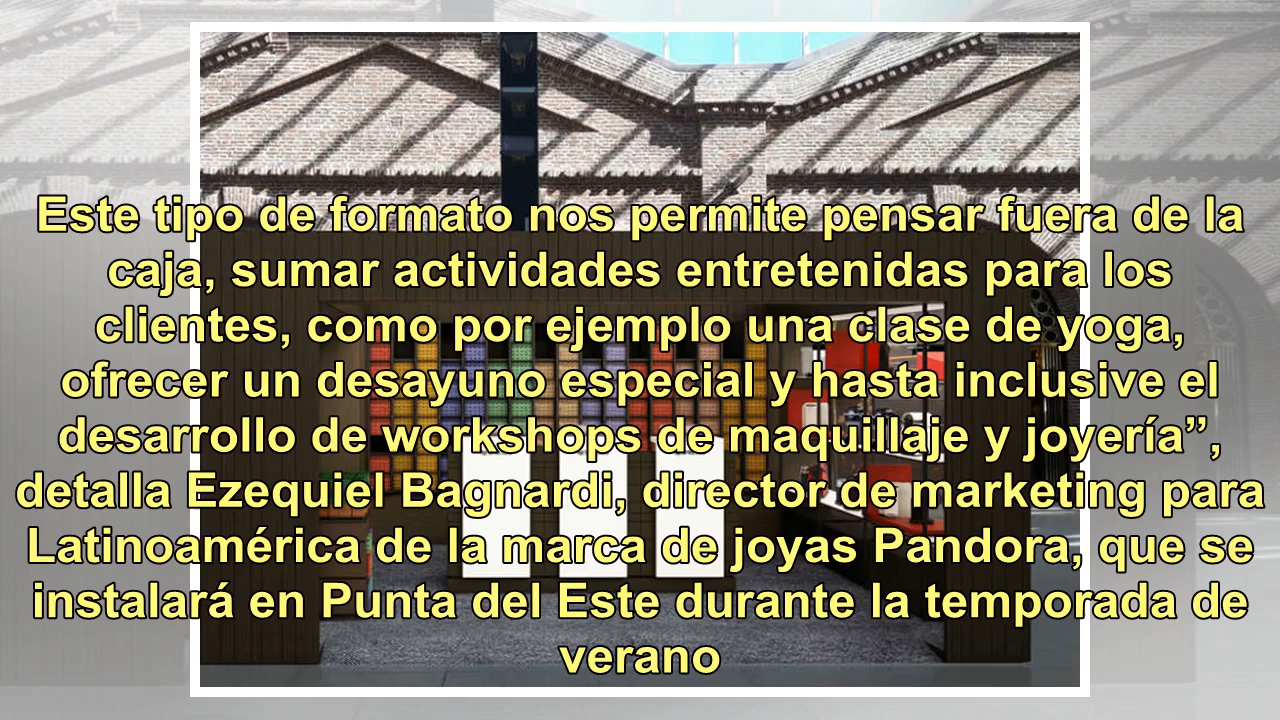 Este tipo de formato nos permite pensar fuera de la
caja, sumar actividades entretenidas para los
clientes, como por ejemplo una clase de yoga,
ofrecer un desayuno especial y hasta inclusive el
desarrollo de workshops de maquillaje y joyería”,
detalla Ezequiel Bagnardi, director de marketing para
Latinoamérica de la marca de joyas Pandora, que se
instalará en Punta del Este durante la temporada de
verano